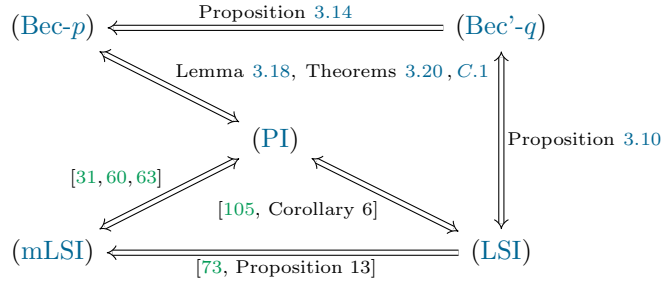 Proposition 3.14
(Bec-p) (Bec'-q)
Lemma 3.18, Theorems 3.20, C.1
Proposition 3.10
(PI)
[31, 60, 63]
[105, Corollary 6]
(mLSI) (LSI)
[73, Proposition 13]